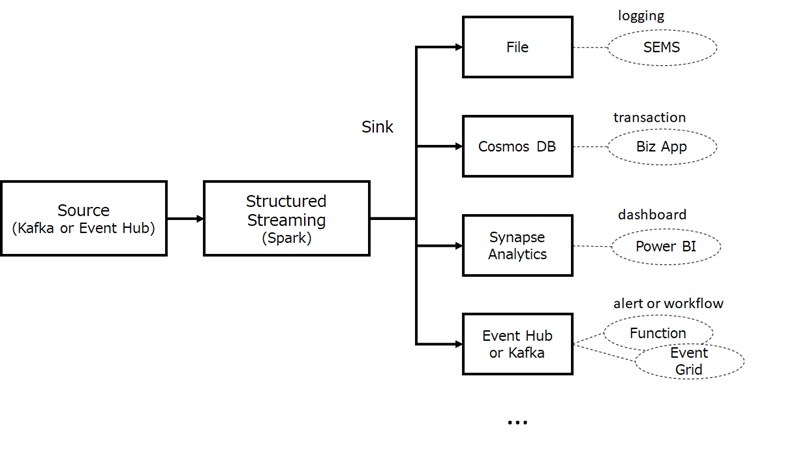 logging
File
SEMS
Sink
transaction
Cosmos DB
Biz App
Source
(Kafka or Event Hub)
Structured
Streaming
(Spark)
dashboard
Synapse
Analytics
Power BI
alert or workflow
Event Hub
or Kafka
Function
Event
Grid
...